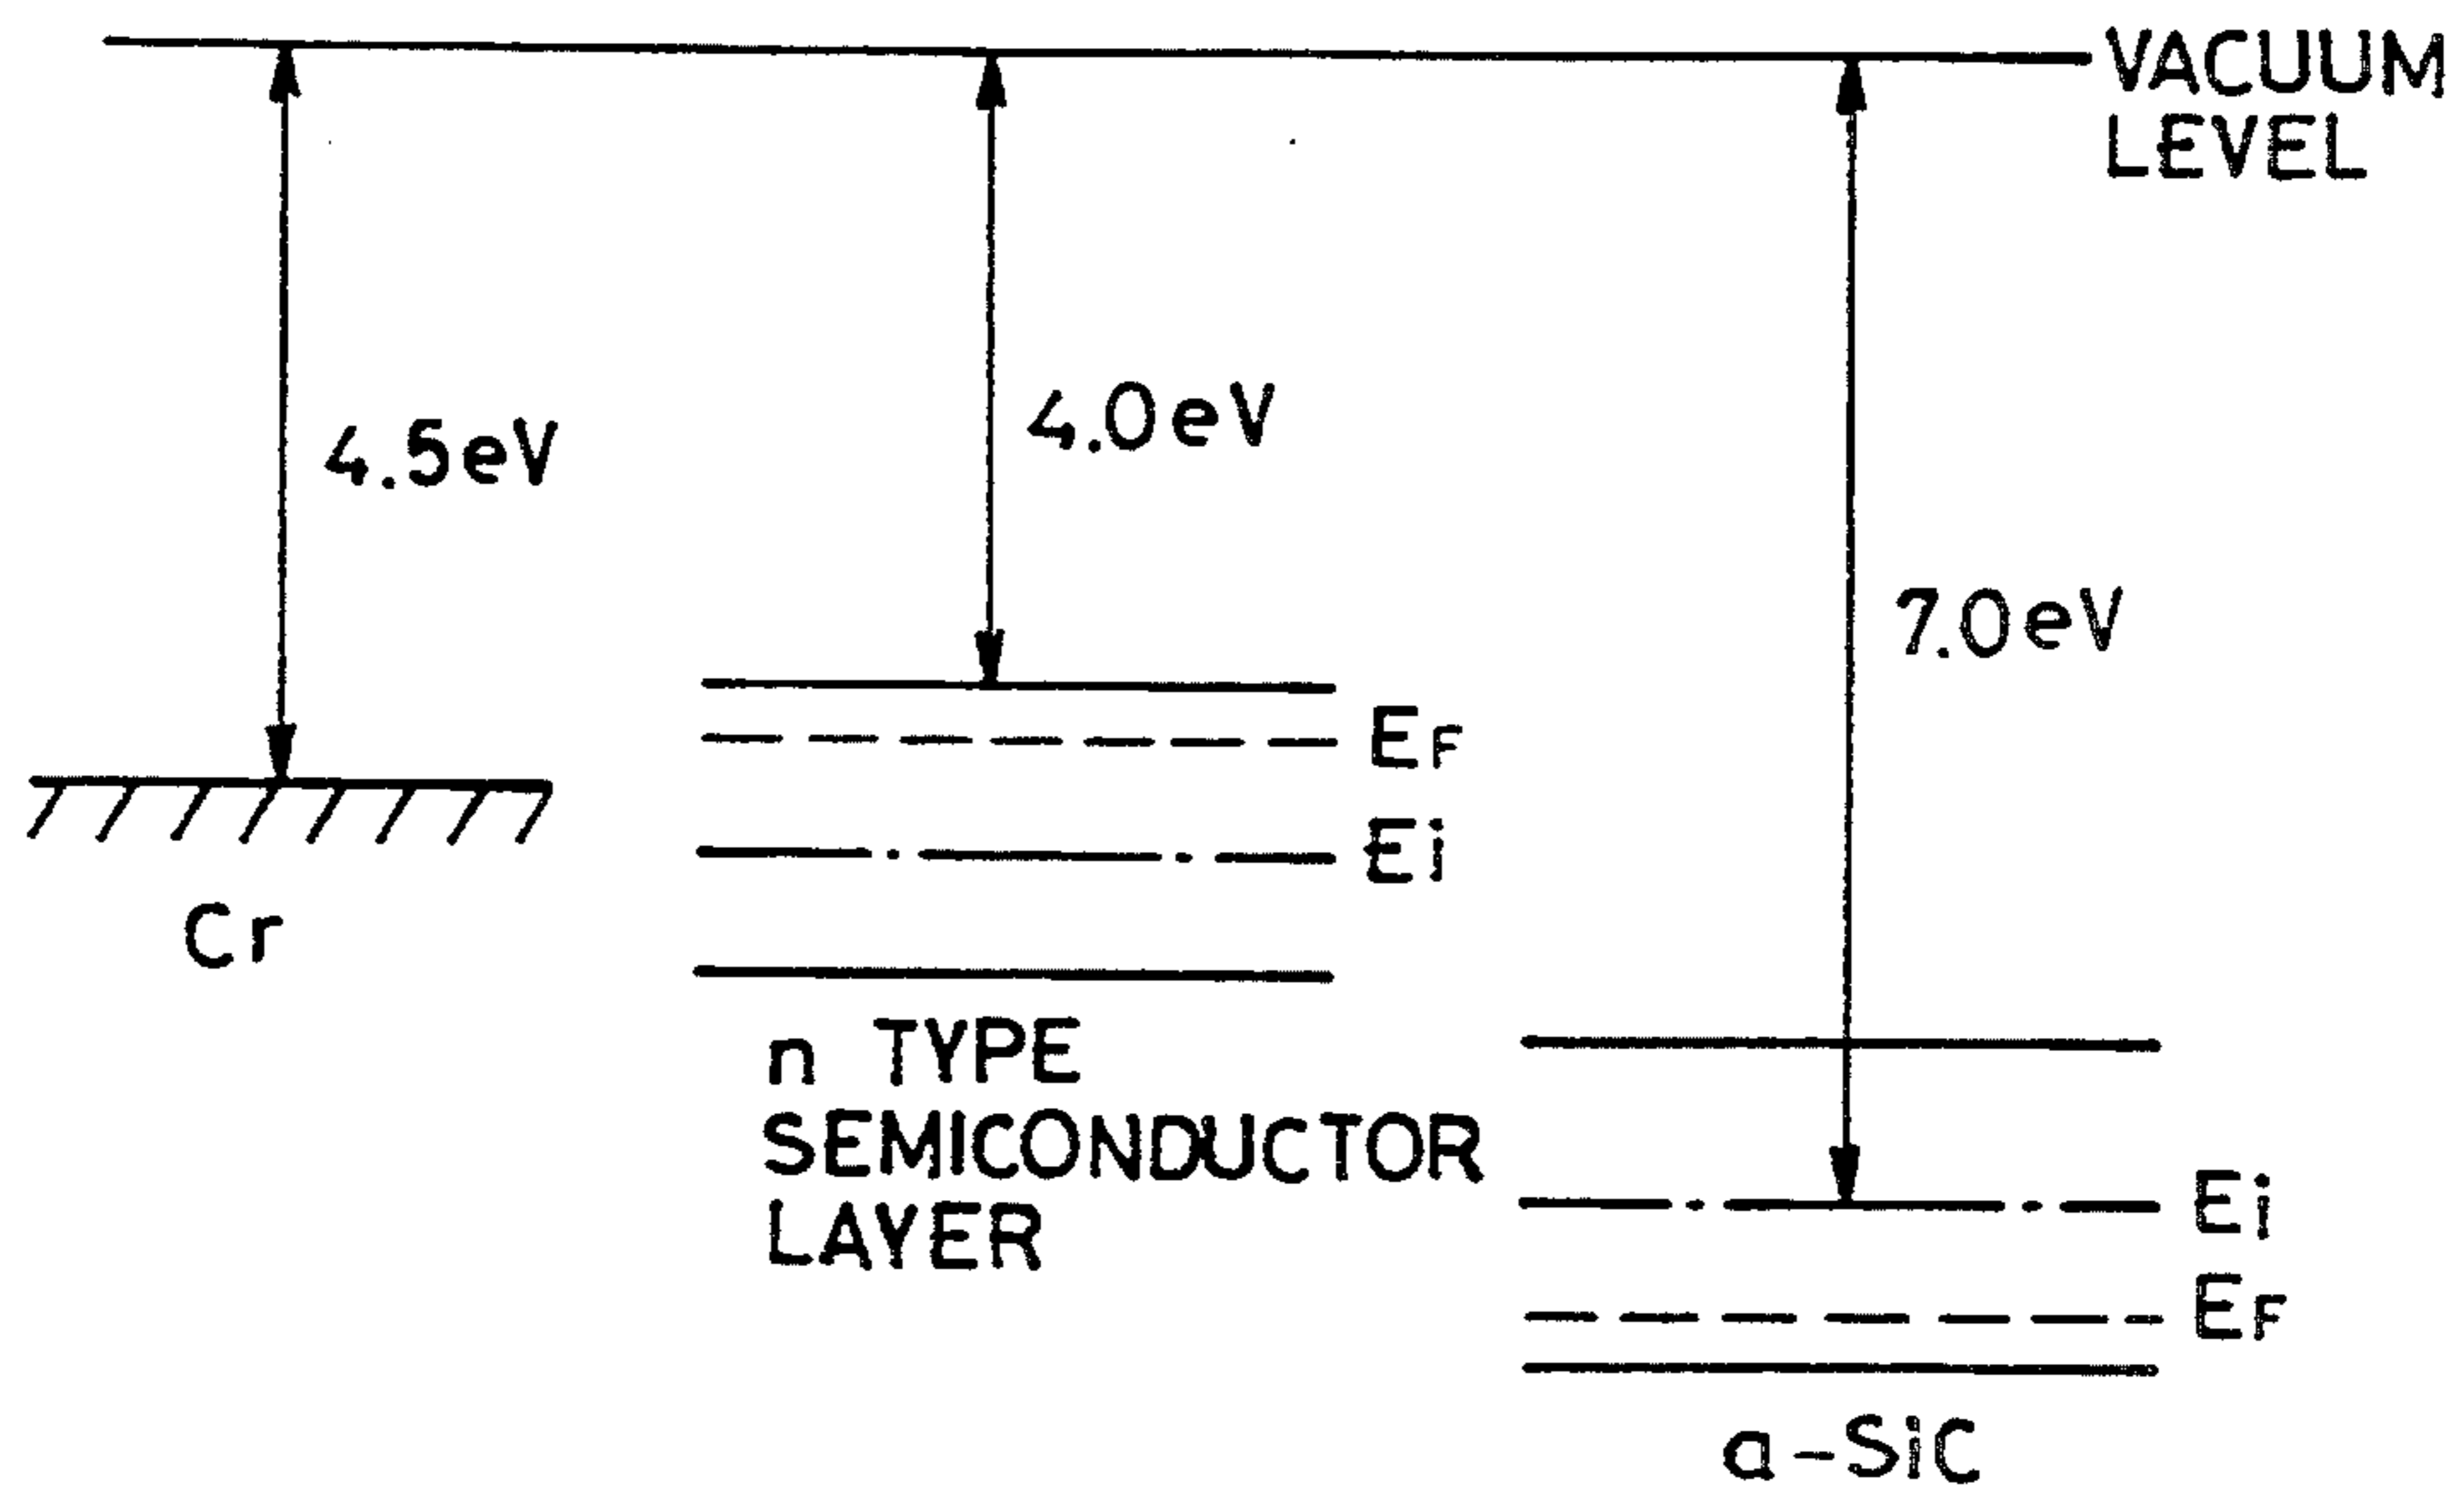 VACUUM
LEVEL
4.5eV
4.0eV
7.0eV
EF
Ei
Cr
n TYPE
SEMICONDUCTOR
LAYER
Ei
EF
a-SiC